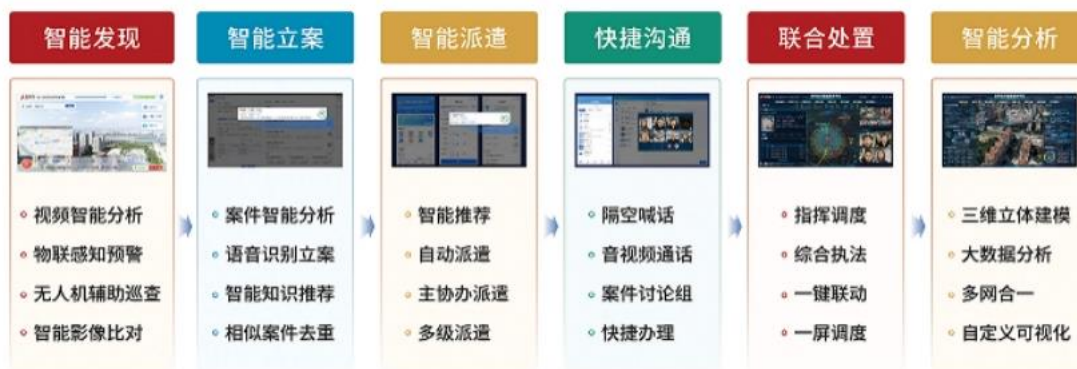 智能发现
视频智能分析
物联感知预警
无人机辅助巡查
智能影像比对
智能立案
案件智能分析
语音识别立案
智能知识推荐
相似案件去重
智能派遣
智能推荐
自动派遣
主协办派遣
多级派遣
快捷沟通
隔空喊话
音视频通话
案件讨论组
快捷办理
联合处置
指挥调度
综合执法
一键联动
一屏调度
智能分析
三维立体建模
大数据分析
多网合一
自定义可视化